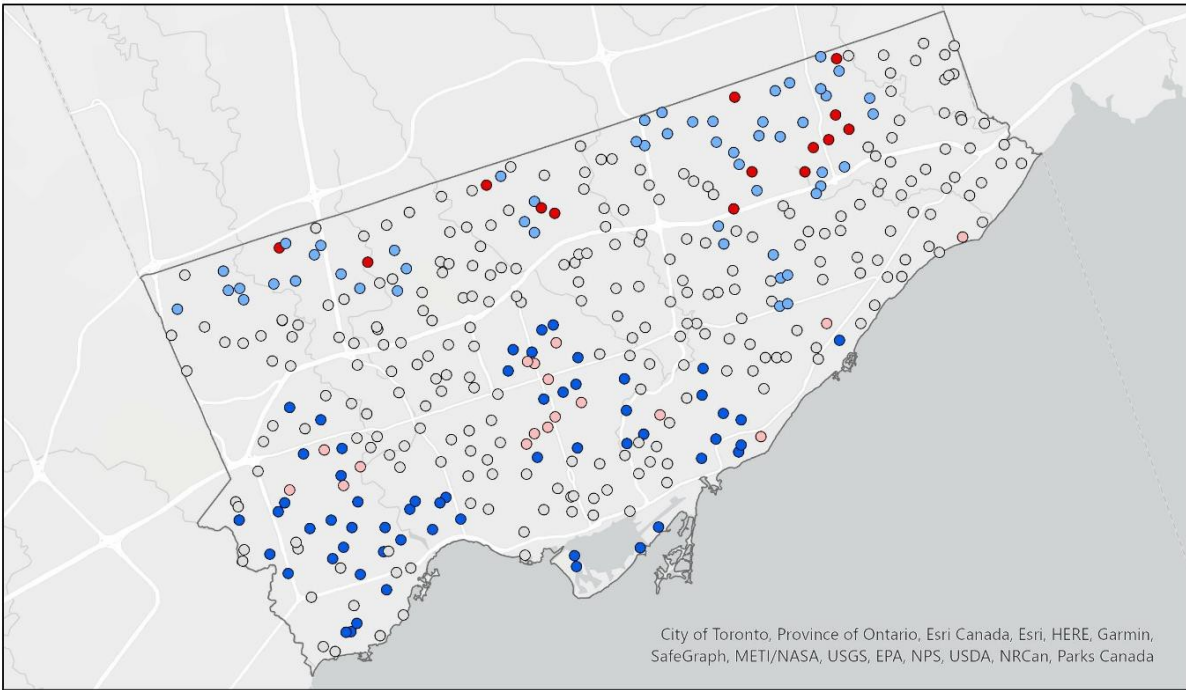 City of Toronto, Province of Ontario, Esri Canada, Esri, HERE, Garmin,
SafeGraph, METI/NASA, USGS, EPA, NPS, USDA, NRCan, Parks Canada